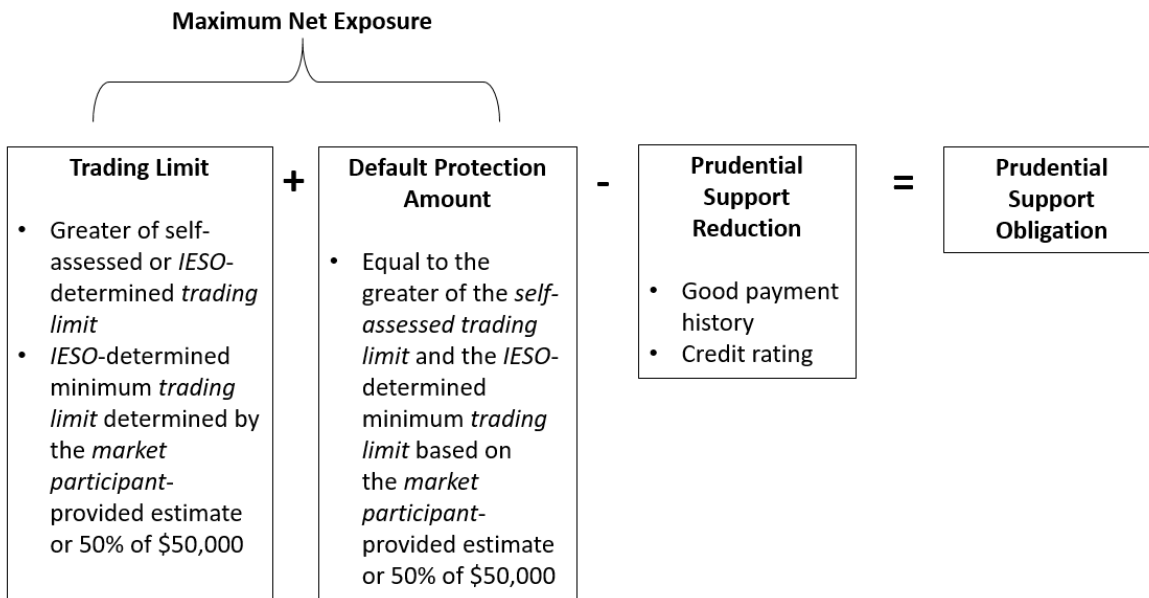 Maximum Net Exposure
Trading Limit
• Greater of self-
assessed or IESO-
determined trading
limit
• IESO-determined
minimum trading
limit determined by
the market
participant-
provided estimate
or 50% of $50,000
+
Default Protection
Amount
• Equal to the
greater of the self-
assessed trading
limit and the IESO-
determined
minimum trading
limit based on
the market
participant-
provided estimate
or 50% of $50,000
-
Prudential
Support
Reduction
• Good payment
history
• Credit rating
=
Prudential
Support
Obligation